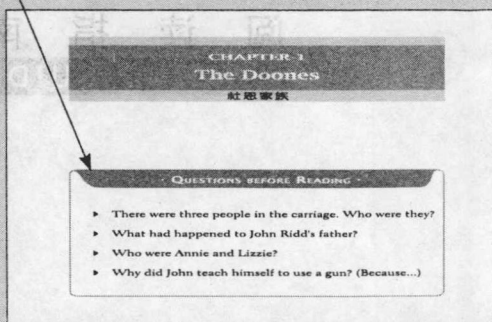 CHAPTER-1
The Doones
杜恩家族
· QUESTIONS BEFORE READING ·
▸ There were three people in the carriage. Who were they?
▸ What had happened to John Ridd's father?
▸ Who were Annie and Lizzie?
▸ Why did John teach himself to use a gun? (Because...)